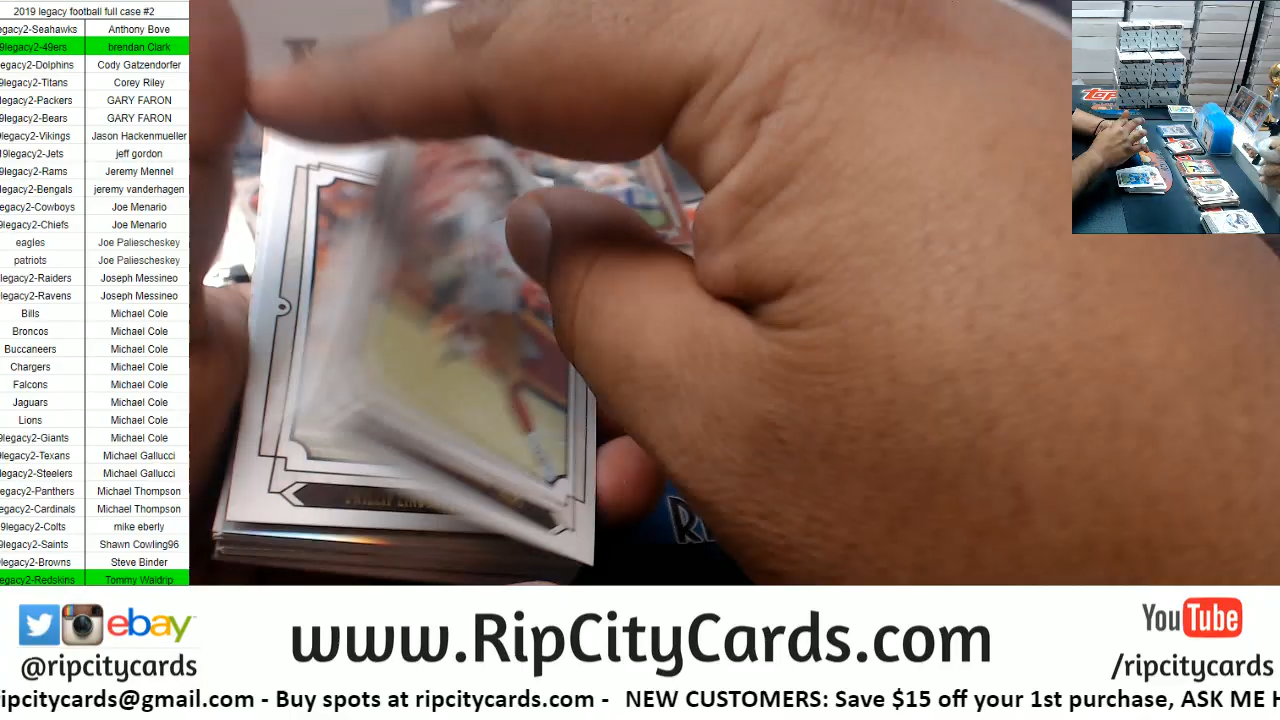 2019 legacy football full case #2
egacy2-Seahawks Anthony Bove
9legacy2-49ers brendan Clark
legacy2-Dolphins Cody Gatzendorfer
9legacy2-Titans Corey Riley
legacy2-Packers GARY FARON
9legacy2-Bears GARY FARON
legacy2-Vikings Jason Hackenmueller
19legacy2-Jets jeff gordon
9legacy2-Rams Jeremy Mennel
legacy2-Bengals jeremy vanderhagen
egacy2-Cowboys Joe Menario
9legacy2-Chiefs Joe Menario
eagles Joe Paliescheskey
patriots Joe Paliescheskey
legacy2-Raiders Joseph Messineo
legacy2-Ravens Joseph Messineo
Bills Michael Cole
Broncos Michael Cole
Buccaneers Michael Cole
Chargers Michael Cole
Falcons Michael Cole
Jaguars Michael Cole
Lions Michael Cole
9legacy2-Giants Michael Cole
legacy2-Texans Michael Gallucci
legacy2-Steelers Michael Gallucci
legacy2-Panthers Michael Thompson
egacy2-Cardinals Michael Thompson
9legacy2-Colts mike eberly
9legacy2-Saints Shawn Cowling96
legacy2-Browns Steve Binder
egacy2-Redskins Tommy Waldrip
ebay
@ripcitycards
www.RipCityCards.com
YouTube
/ripcitycards
ripcitycards@gmail.com - Buy spots at ripcitycards.com - NEW CUSTOMERS: Save $15 off your 1st purchase, ASK ME H